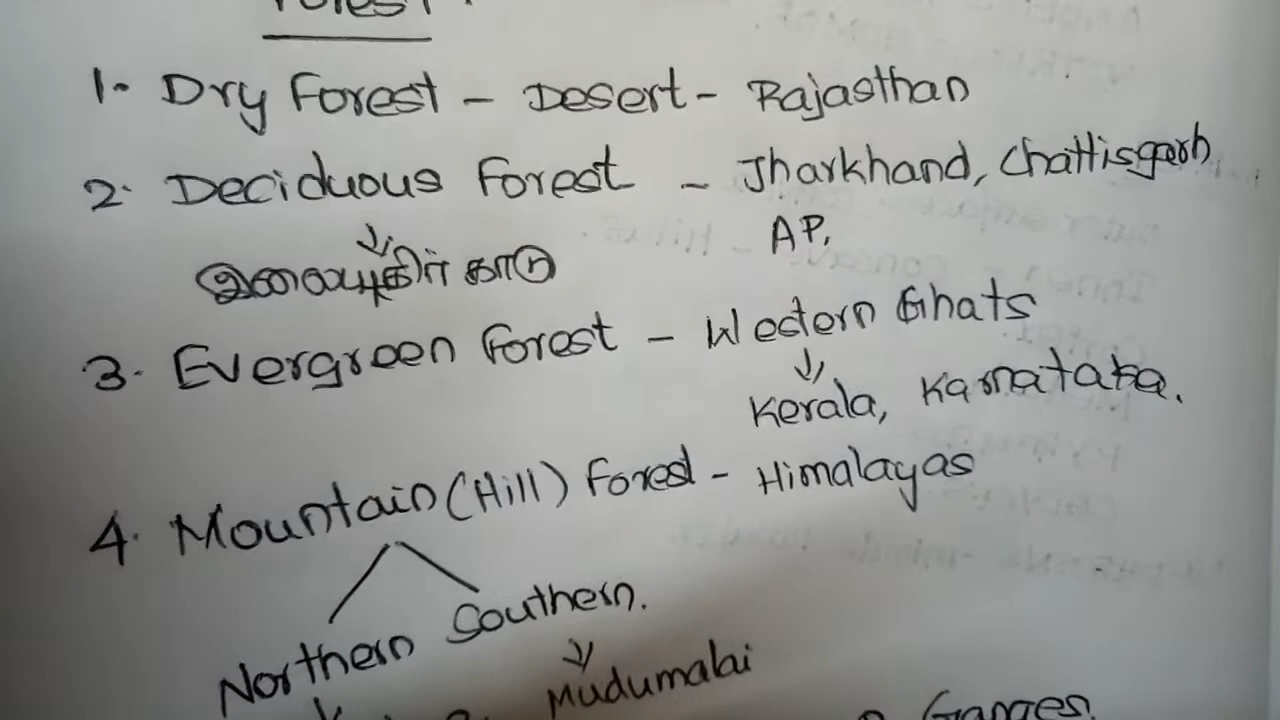 Forest
1. Dry Forest - Desert - Rajasthan
2. Deciduous Forest - Jharkhand, Chattisgarh
AP.
இலையுதிர் காடு
3. Evergreen Forest - Western Ghats
Kerala, Karnataka.
4. Mountain (Hill) Forest - Himalayas
Northern Southern.
Mudumalai
Ganges.